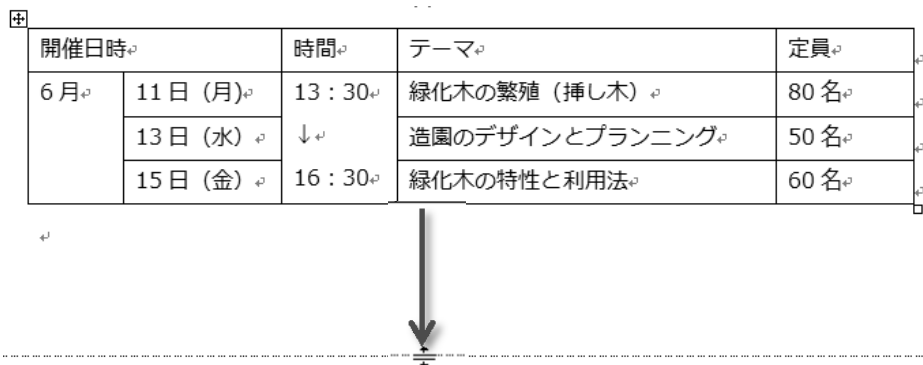 開催日時 時間 テーマ 定員
6月 11日（月) 13：30 緑化木の繁殖（挿し木） 80名
13日（水） ↓ 造園のデザインとプランニング 50名
15日（金） 16：30 緑化木の特性と利用法 60名